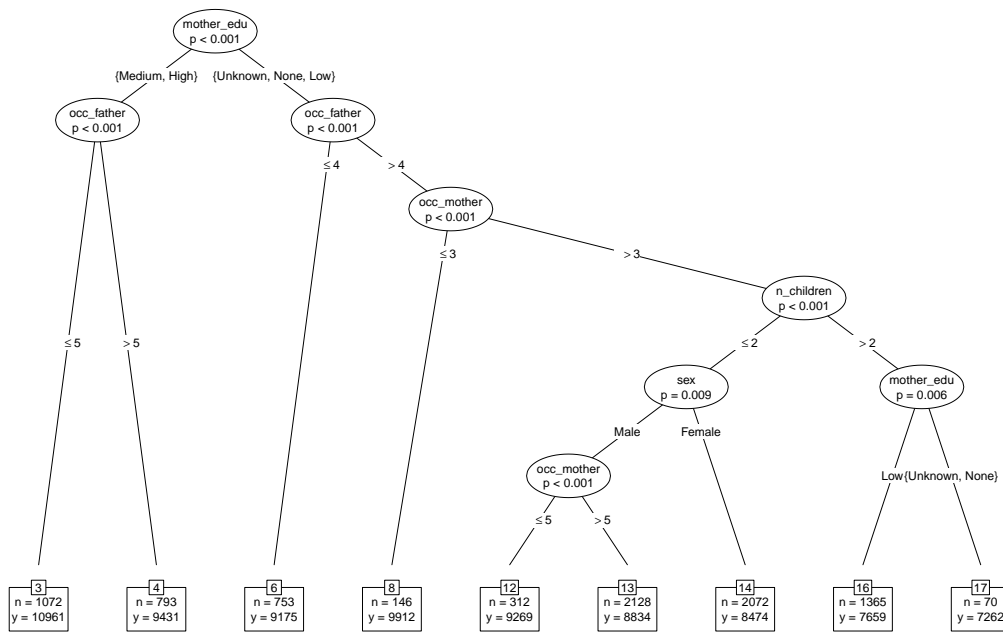 mother_edu
p < 0.001
{Medium, High}
{Unknown, None, Low}
occ_father
p < 0.001
occ_father
p < 0.001
≤ 4
> 4
occ_mother
p < 0.001
≤ 3
> 3
n_children
p < 0.001
≤ 5
> 5
≤ 2
> 2
sex
p = 0.009
mother_edu
p = 0.006
Male
Female
occ_mother
p < 0.001
Low
{Unknown, None}
≤ 5
> 5
3
n = 1072
y = 10961
4
n = 793
y = 9431
6
n = 753
y = 9175
8
n = 146
y = 9912
12
n = 312
y = 9269
13
n = 2128
y = 8834
14
n = 2072
y = 8474
16
n = 1365
y = 7659
17
n = 70
y = 7262